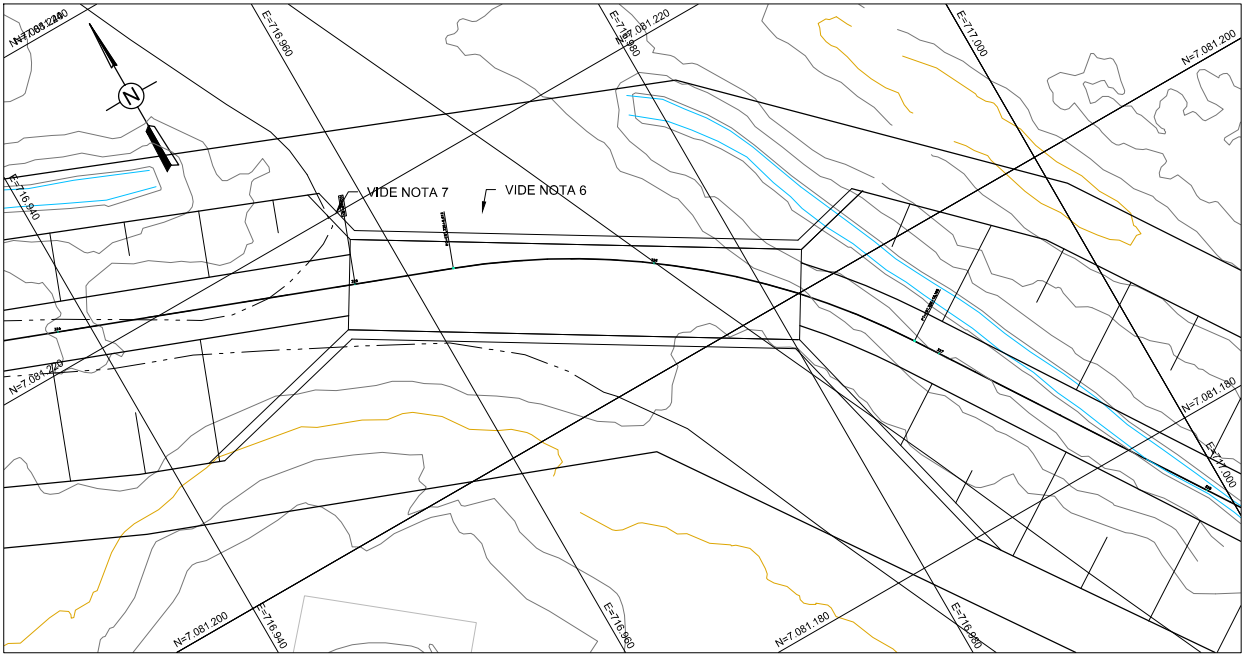 E=716.960
E=716.980
N=7.081.220
E=717.000
N=7.081.200
N
E=716.940
VIDE NOTA 7
VIDE NOTA 6
N=7.081.220
N=7.081.180
E=717.000
N=7.081.200
E=716.940
E=716.960
N=7.081.180
E=716.980